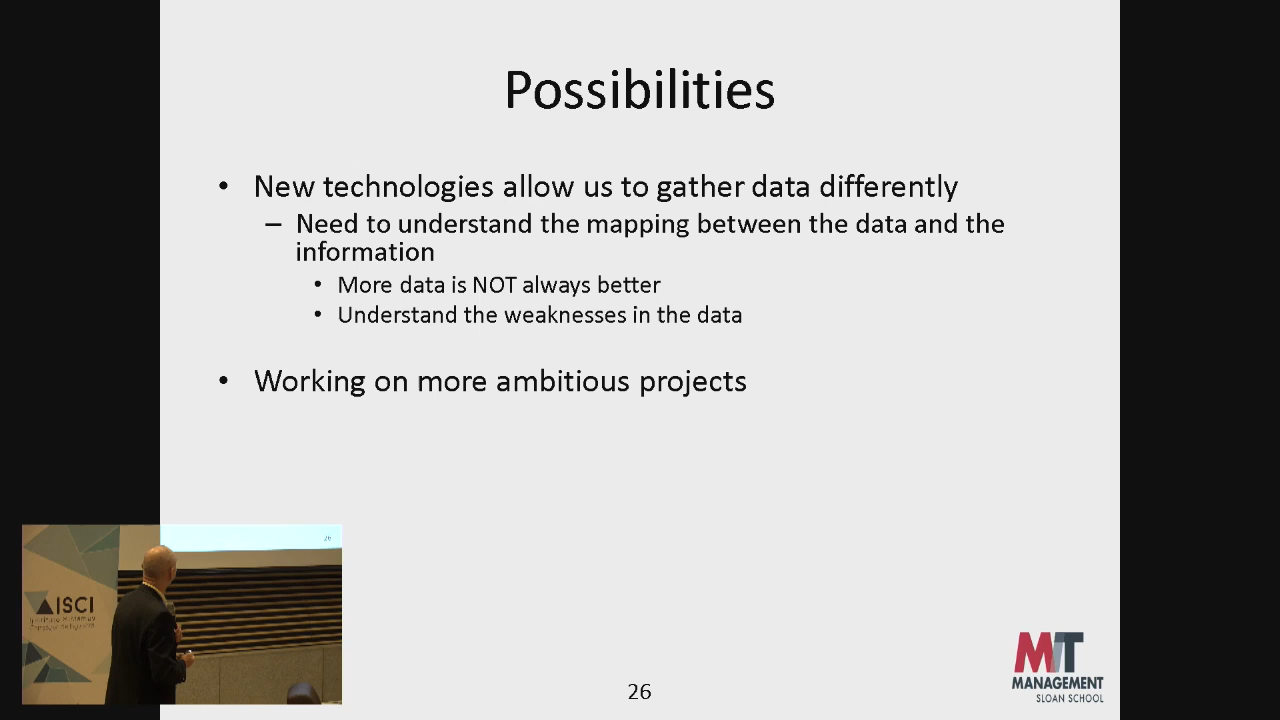 Possibilities
• New technologies allow us to gather data differently
– Need to understand the mapping between the data and the
information
• More data is NOT always better
• Understand the weaknesses in the data
• Working on more ambitious projects
26
ISCI
26
MIT
MANAGEMENT
SLOAN SCHOOL